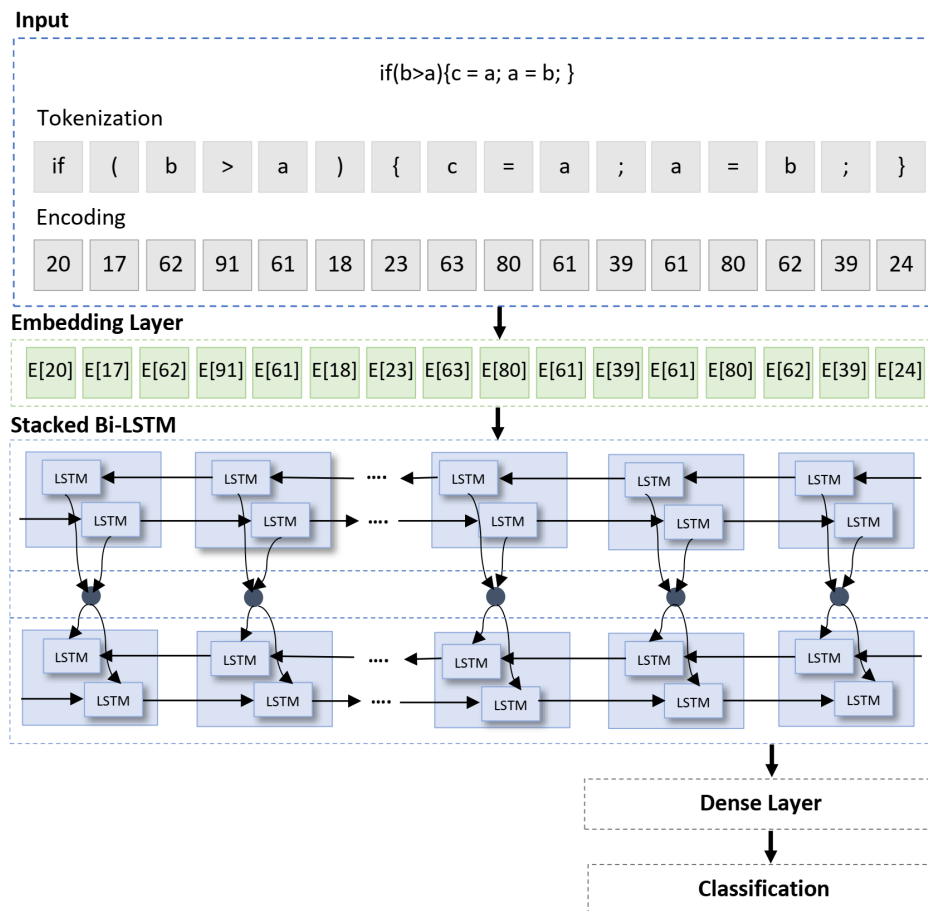 Input
if(b>a){c = a; a = b; }
Tokenization
if ( b > a ) { c = a ; a = b ; }
Encoding
20 17 62 91 61 18 23 63 80 61 39 61 80 62 39 24
Embedding Layer
E[20] E[17] E[62] E[91] E[61] E[18] E[23] E[63] E[80] E[61] E[39] E[61] E[80] E[62] E[39] E[24]
Stacked Bi-LSTM
LSTM LSTM .... LSTM LSTM LSTM
LSTM LSTM .... LSTM LSTM LSTM
LSTM LSTM .... LSTM LSTM LSTM
LSTM LSTM .... LSTM LSTM LSTM
Dense Layer
Classification